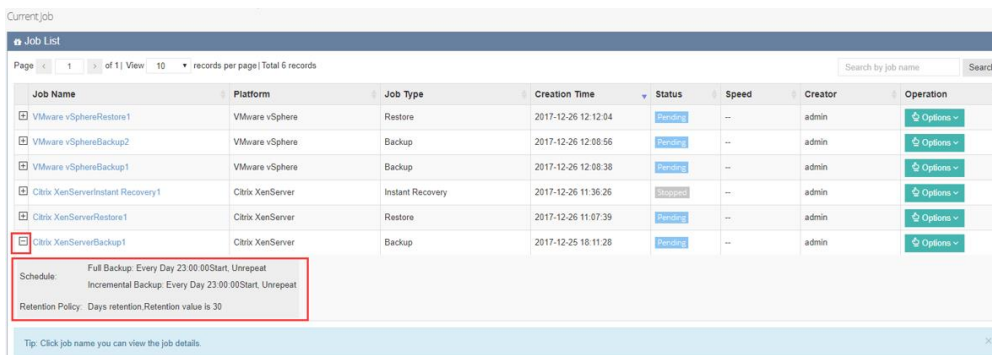 Current Job
Job List
Page < 1 > of 1| View 10 records per page| Total 6 records Search by job name Search
Job Name Platform Job Type Creation Time Status Speed Creator Operation
VMware vSphereRestore1 VMware vSphere Restore 2017-12-26 12:12:04 Pending -- admin Options
VMware vSphereBackup2 VMware vSphere Backup 2017-12-26 12:08:56 Pending -- admin Options
VMware vSphereBackup1 VMware vSphere Backup 2017-12-26 12:08:38 Pending -- admin Options
Citrix XenServerInstant Recovery1 Citrix XenServer Instant Recovery 2017-12-26 11:36:26 Stopped -- admin Options
Citrix XenServerRestore1 Citrix XenServer Restore 2017-12-26 11:07:39 Pending -- admin Options
Citrix XenServerBackup1 Citrix XenServer Backup 2017-12-25 18:11:28 Pending -- admin Options
Schedule: Full Backup: Every Day 23:00:00Start, Unrepeat
Incremental Backup: Every Day 23:00:00Start, Unrepeat
Retention Policy: Days retention,Retention value is 30
Tip: Click job name you can view the job details. ×